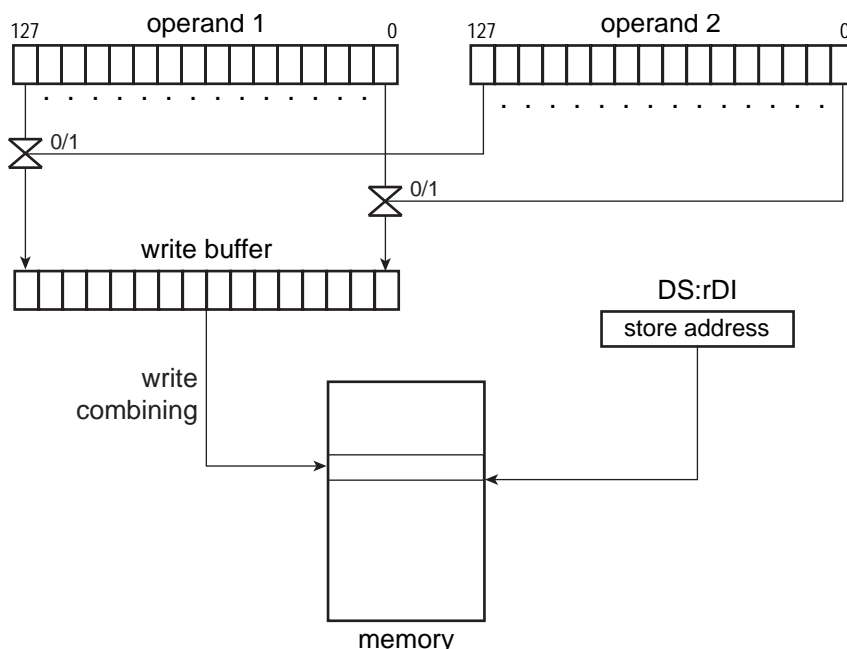 operand 1
operand 2
127
0
127
0
. . . . . . . . . . . . . .
. . . . . . . . . . . . . .
0/1
0/1
write buffer
DS:rDI
store address
write
combining
memory